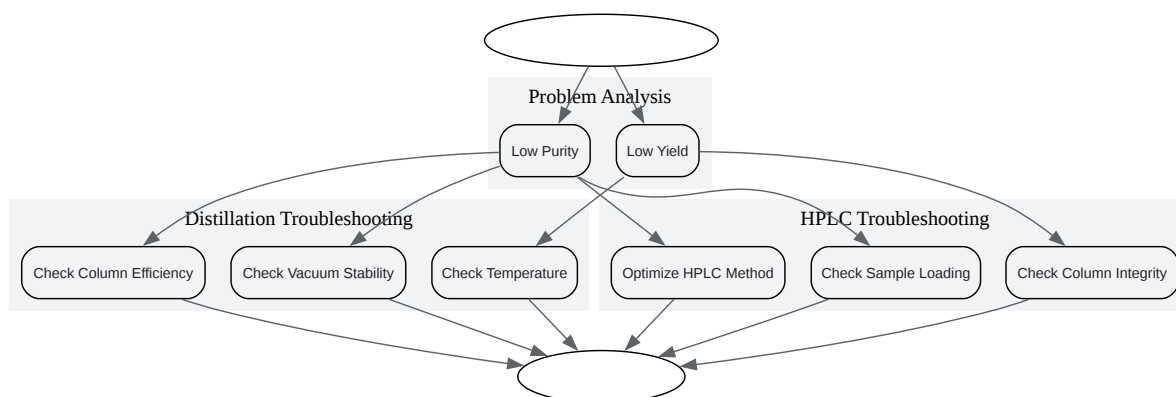 Problem Analysis
Low Purity
Low Yield
Distillation Troubleshooting
HPLC Troubleshooting
Check Column Efficiency
Check Vacuum Stability
Check Temperature
Optimize HPLC Method
Check Sample Loading
Check Column Integrity